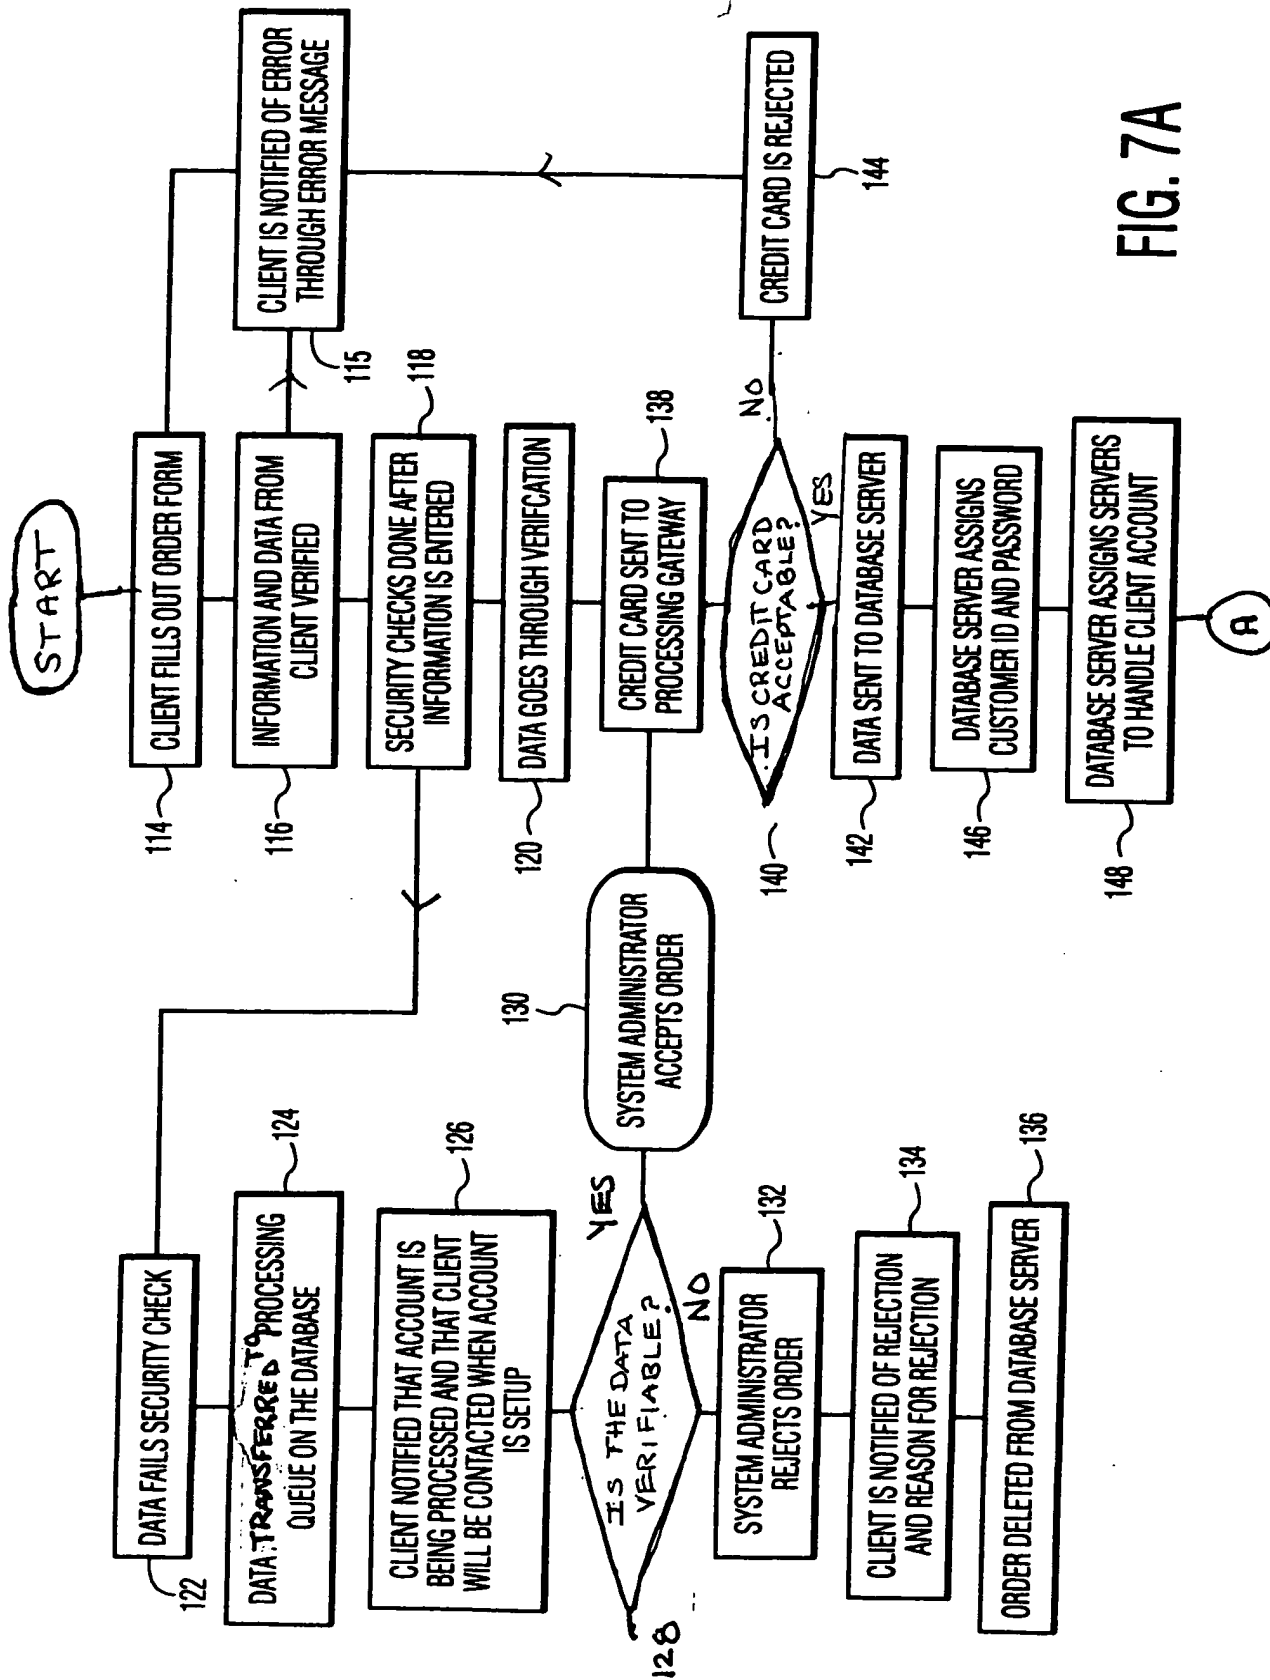 START
CLIENT FILLS OUT ORDER FORM
114
INFORMATION AND DATA FROM
CLIENT VERIFIED
116
CLIENT IS NOTIFIED OF ERROR
THROUGH ERROR MESSAGE
115
SECURITY CHECKS DONE AFTER
INFORMATION IS ENTERED
118
DATA GOES THROUGH VERIFCATION
120
DATA FAILS SECURITY CHECK
122
DATA TRANSFERRED TO PROCESSING
QUEUE ON THE DATABASE
124
CLIENT NOTIFIED THAT ACCOUNT IS
BEING PROCESSED AND THAT CLIENT
WILL BE CONTACTED WHEN ACCOUNT
IS SETUP
126
IS THE DATA
VERIFIABLE?
128
YES
NO
SYSTEM ADMINISTRATOR
ACCEPTS ORDER
130
SYSTEM ADMINISTRATOR
REJECTS ORDER
132
CLIENT IS NOTIFIED OF REJECTION
AND REASON FOR REJECTION
134
ORDER DELETED FROM DATABASE SERVER
136
CREDIT CARD SENT TO
PROCESSING GATEWAY
138
IS CREDIT CARD
ACCEPTABLE?
140
NO
YES
CREDIT CARD IS REJECTED
144
DATA SENT TO DATABASE SERVER
142
DATABASE SERVER ASSIGNS
CUSTOMER ID AND PASSWORD
146
DATABASE SERVER ASSIGNS SERVERS
TO HANDLE CLIENT ACCOUNT
148
A
FIG. 7A